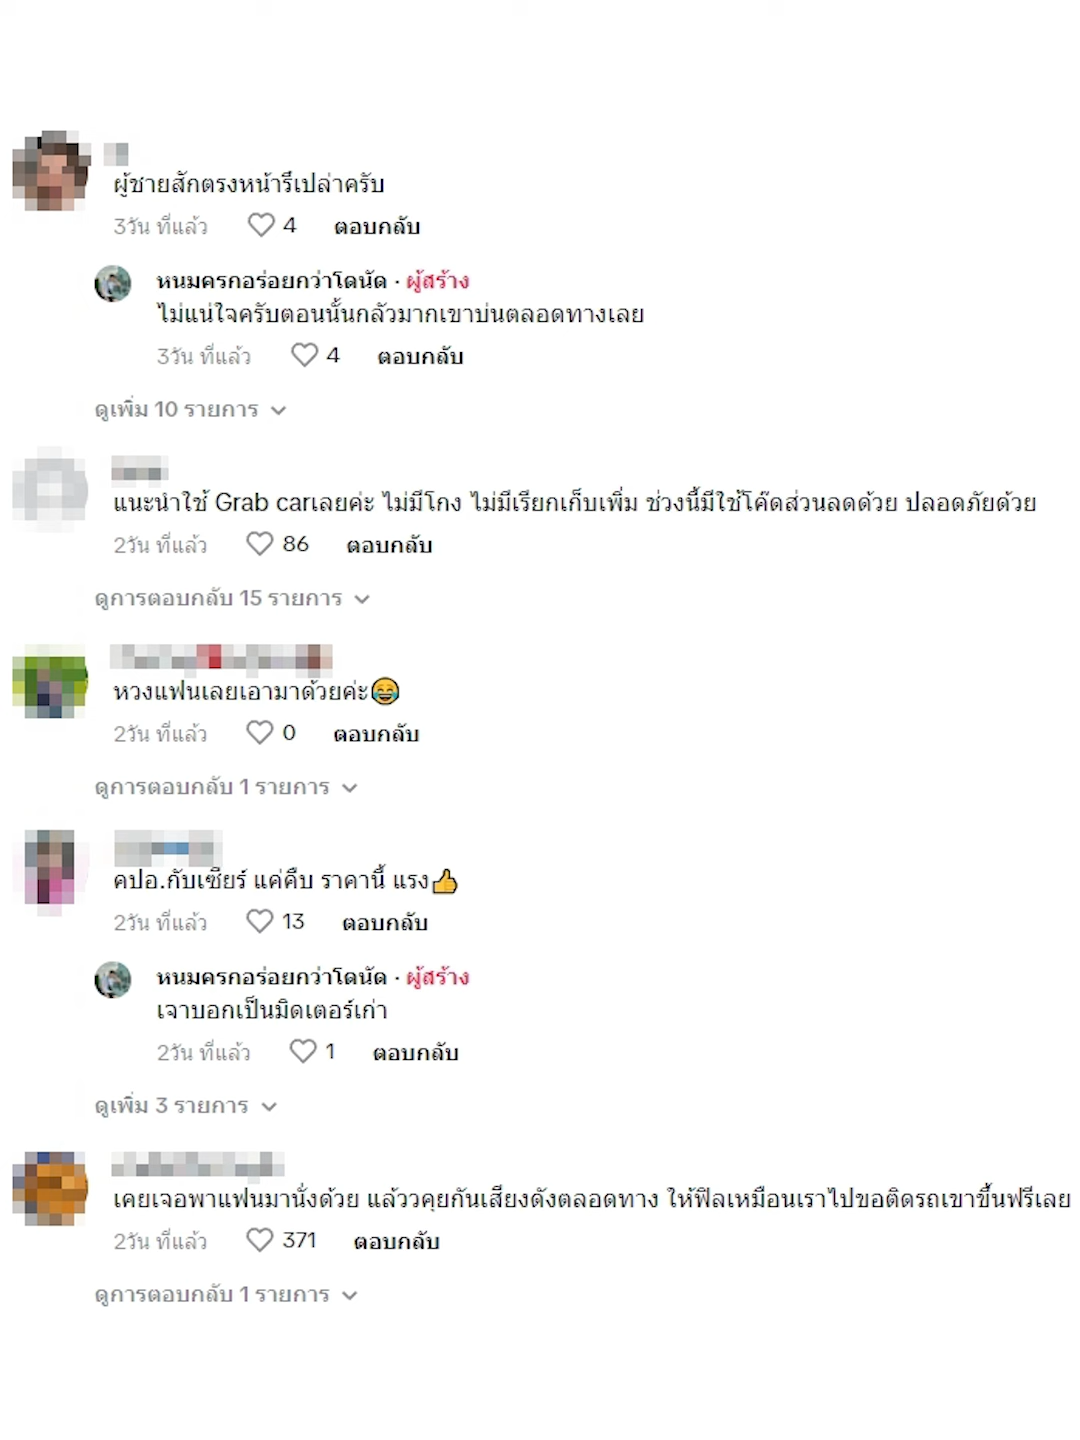 ผู้ชายสักตรงหน้ารึเปล่าครับ
3วัน ที่แล้ว 4 ตอบกลับ
หนมครกอร่อยกว่าโดนัด · ผู้สร้าง
ไม่แน่ใจครับตอนนั้นกลัวมากเขาบ่นตลอดทางเลย
3วัน ที่แล้ว 4 ตอบกลับ
ดูเพิ่ม 10 รายการ
แนะนำใช้ Grab carเลยค่ะ ไม่มีโกง ไม่มีเรียกเก็บเพิ่ม ช่วงนี้มีใช้โค๊ดส่วนลดด้วย ปลอดภัยด้วย
2วัน ที่แล้ว 86 ตอบกลับ
ดูการตอบกลับ 15 รายการ
หวงแฟนเลยเอามาด้วยค่ะ😂
2วัน ที่แล้ว 0 ตอบกลับ
ดูการตอบกลับ 1 รายการ
คปอ.กับเซียร์ แค่คืบ ราคานี้ แรง👍
2วัน ที่แล้ว 13 ตอบกลับ
หนมครกอร่อยกว่าโดนัด · ผู้สร้าง
เจาบอกเป็นมิดเตอร์เก่า
2วัน ที่แล้ว 1 ตอบกลับ
ดูเพิ่ม 3 รายการ
เคยเจอพาแฟนมานั่งด้วย แล้ววคุยกันเสียงดังตลอดทาง ให้ฟิลเหมือนเราไปขอติดรถเขาขึ้นฟรีเลย
2วัน ที่แล้ว 371 ตอบกลับ
ดูการตอบกลับ 1 รายการ